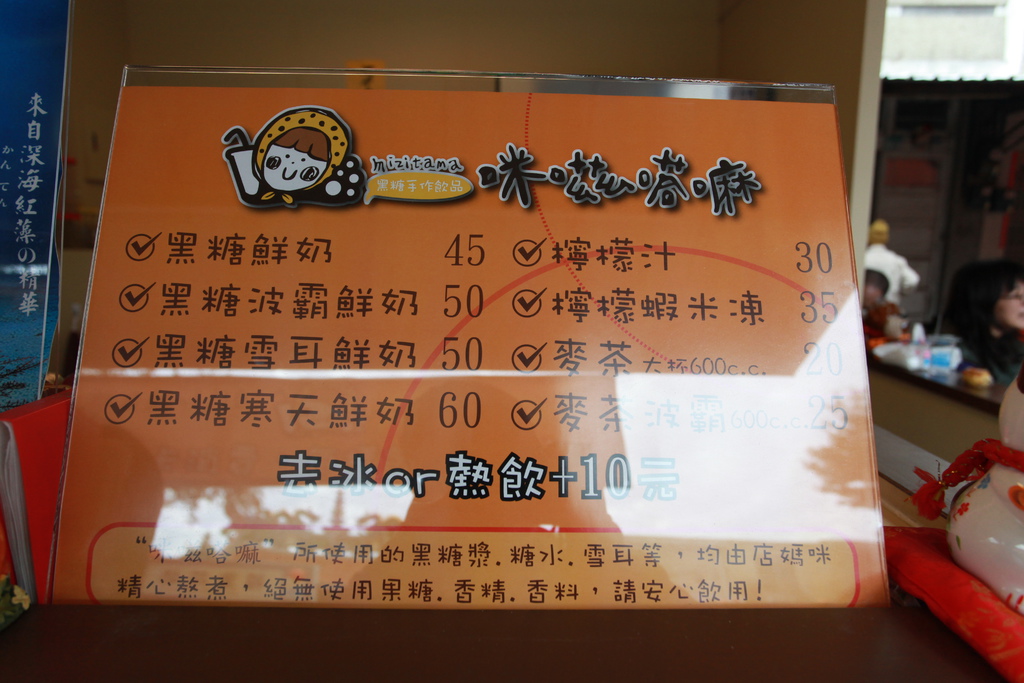 來自深海紅藻の精華
かんてん
mizitama
黑糖手作飲品
咪嗞嗒嘛
黑糖鮮奶 45
黑糖波霸鮮奶 50
黑糖雪耳鮮奶 50
黑糖寒天鮮奶 60
檸檬汁 30
檸檬蝦米凍 35
麥茶 大杯600c.c. 20
麥茶波霸600c.c. 25
去冰or熱飲+10元
“咪嗞嗒嘛”所使用的黑糖漿.糖水.雪耳等，均由店媽咪
精心熬煮，絕無使用果糖.香精.香料，請安心飲用!